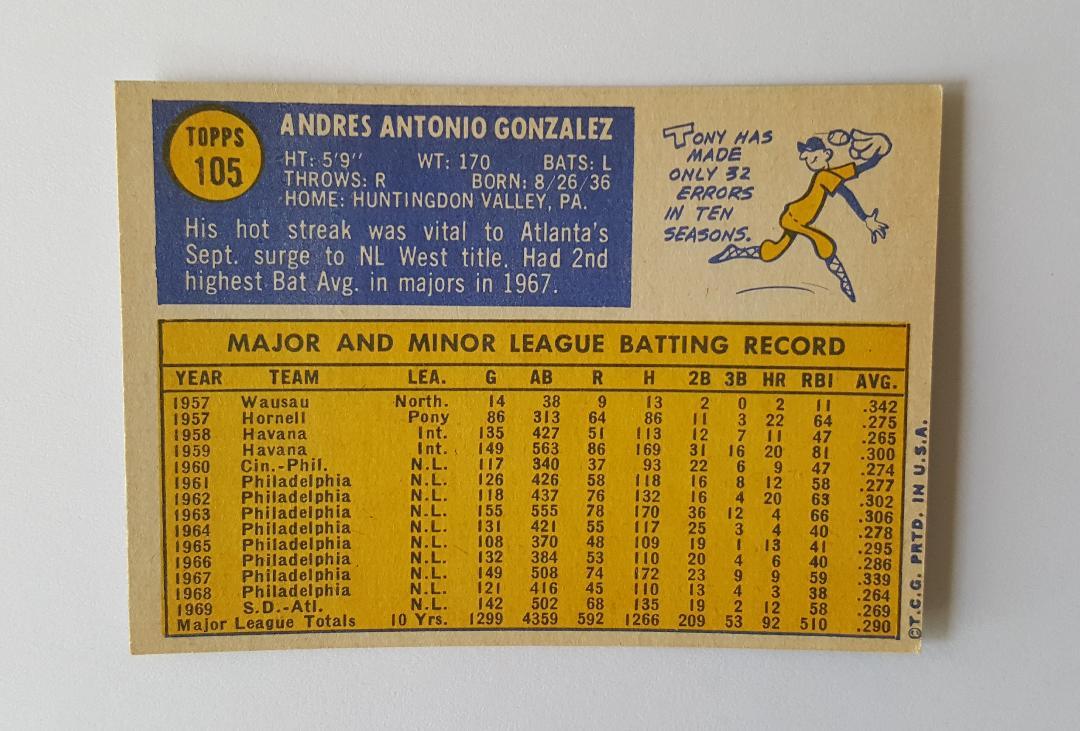 TOPPS
105
ANDRES ANTONIO GONZALEZ
HT: 5'9" WT: 170 BATS: L
THROWS: R BORN: 8/26/36
HOME: HUNTINGDON VALLEY, PA.
His hot streak was vital to Atlanta's
Sept. surge to NL West title. Had 2nd
highest Bat Avg. in majors in 1967.
TONY HAS
MADE
ONLY 32
ERRORS
IN TEN
SEASONS.
MAJOR AND MINOR LEAGUE BATTING RECORD
YEAR TEAM LEA. G AB R H 2B 3B HR RBI AVG.
1957 Wausau North. 14 38 9 13 2 0 2 11 .342
1957 Hornell Pony 86 313 64 86 11 3 22 64 .275
1958 Havana Int. 135 427 51 113 12 7 11 47 .265
1959 Havana Int. 149 563 86 169 31 16 20 81 .300
1960 Cin.-Phil. N.L. 117 340 37 93 22 6 9 47 .274
1961 Philadelphia N.L. 126 426 58 118 16 8 12 58 .277
1962 Philadelphia N.L. 118 437 76 132 16 4 20 63 .302
1963 Philadelphia N.L. 155 555 78 170 36 12 4 66 .306
1964 Philadelphia N.L. 131 421 55 117 25 3 4 40 .278
1965 Philadelphia N.L. 108 370 48 109 19 1 13 41 .295
1966 Philadelphia N.L. 132 384 53 110 20 4 6 40 .286
1967 Philadelphia N.L. 149 508 74 172 23 9 9 59 .339
1968 Philadelphia N.L. 121 416 45 110 13 4 3 38 .264
1969 S.D.-Atl. N.L. 142 502 68 135 19 2 12 58 .269
Major League Totals 10 Yrs. 1299 4359 592 1266 209 53 92 510 .290
©T.C.G. PRTD. IN U.S.A.